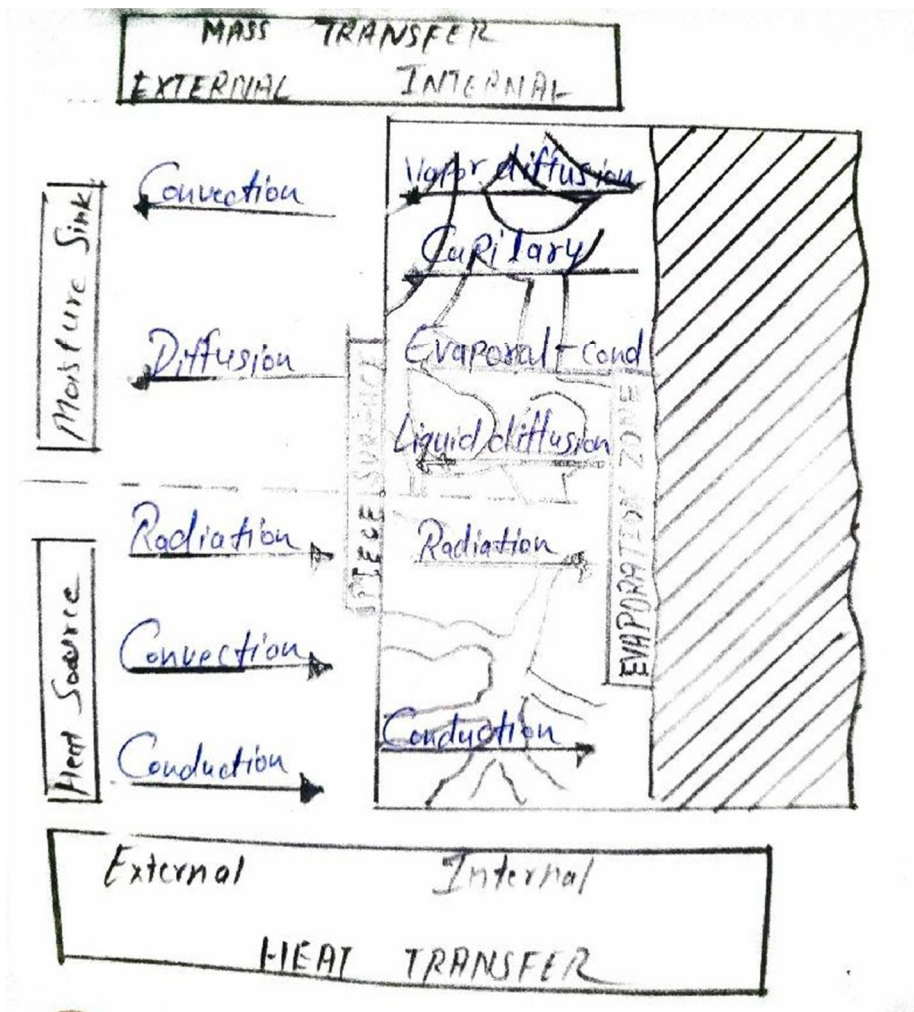 MASS TRANSFER
EXTERNAL INTERNAL
Moisture Sink
Convection
Vapor diffusion
Capilary
Diffusion
Evaporal-cond
Liquid diffusion
PIECE SURFACE
EVAPORATION ZONE
Heat Source
Radiation
Radiation
Convection
Conduction
Conduction
External Internal
HEAT TRANSFER